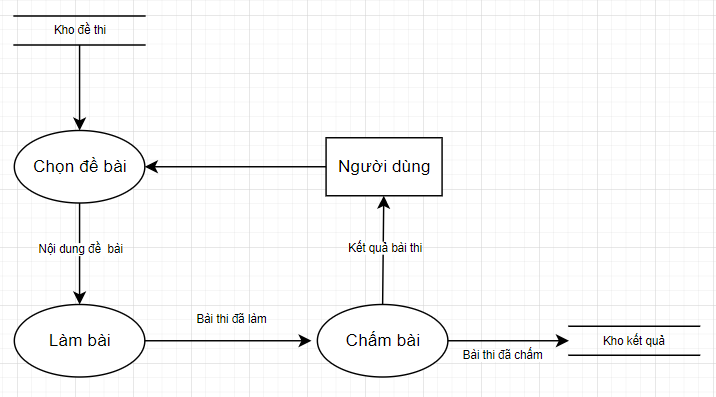 Kho đề thi
Chọn đề bài
Người dùng
Nội dung đề bài
Kết quả bài thi
Bài thi đã làm
Làm bài
Chấm bài
Kho kết quả
Bài thi đã chấm